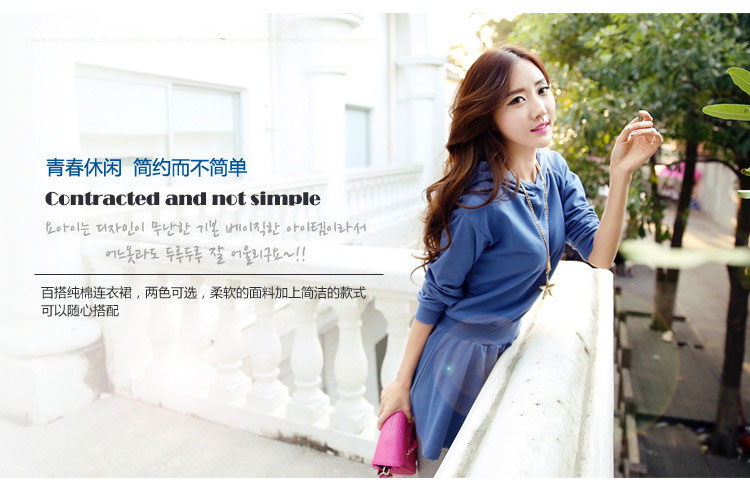 青春休闲 简约而不简单
Contracted and not simple
요아이는 디자인이 무난한 기본 베이직한 아이템이라서
어느옷과도 두루두루 잘 어울리구요~!!
百搭纯棉连衣裙，两色可选，柔软的面料加上简洁的款式
可以随心搭配